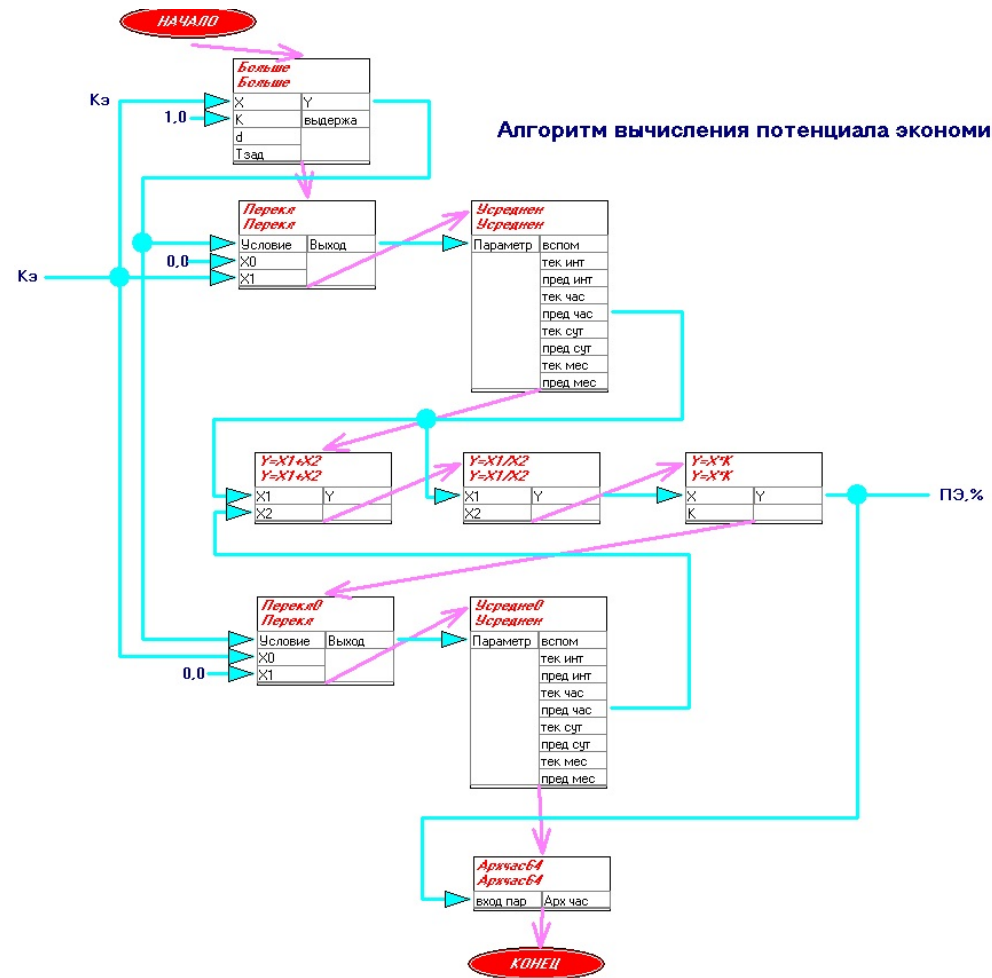 НАЧАЛО
Больше
Больше
Кэ
X Y
1,0
K выдержа
d
Тзад
Алгоритм вычисления потенциала экономи
Перекл
Перекл
Условие Выход
0,0
X0
X1
Кэ
Усреднен
Усреднен
Параметр вспом
тек инт
пред инт
тек час
пред час
тек сут
пред сут
тек мес
пред мес
Y=X1+X2
Y=X1+X2
X1 Y
X2
Y=X1/X2
Y=X1/X2
X1 Y
X2
Y=X*K
Y=X*K
X Y
K
ПЭ,%
Перекл0
Перекл
Условие Выход
X0
0,0
X1
Усредне0
Усреднен
Параметр вспом
тек инт
пред инт
тек час
пред час
тек сут
пред сут
тек мес
пред мес
Архчас64
Архчас64
вход пар Арх час
КОНЕЦ